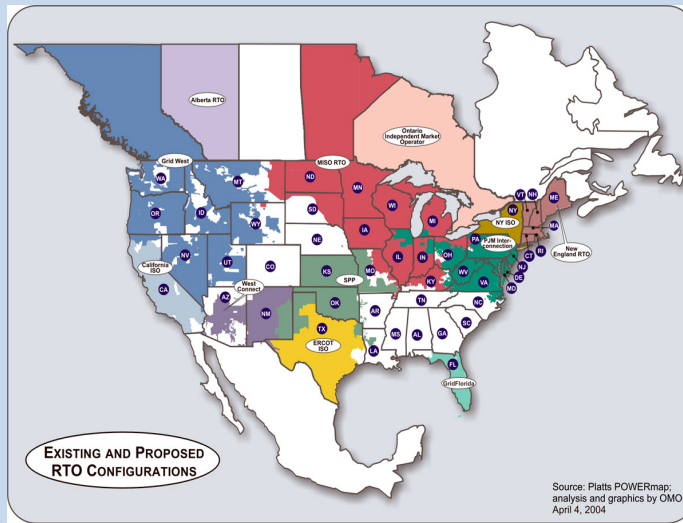 Alberta RTO
Ontario
Independent Market
Operator
Grid West
MISO RTO
WA
MT
ND
MN
VT
NH
ME
OR
ID
SD
WI
MI
NY
NY ISO
MA
WY
IA
PA
PJM Inter-
connection
New
England RTO
California
ISO
NV
UT
NE
IL
IN
OH
WV
CT
RI
NJ
DE
MD
CO
KS
SPP
MO
KY
VA
CA
West
Connect
AZ
NM
OK
AR
TN
NC
SC
TX
ERCOT
ISO
LA
MS
AL
GA
FL
GridFlorida
EXISTING AND PROPOSED
RTO CONFIGURATIONS
Source: Platts POWERmap;
analysis and graphics by OMO
April 4, 2004